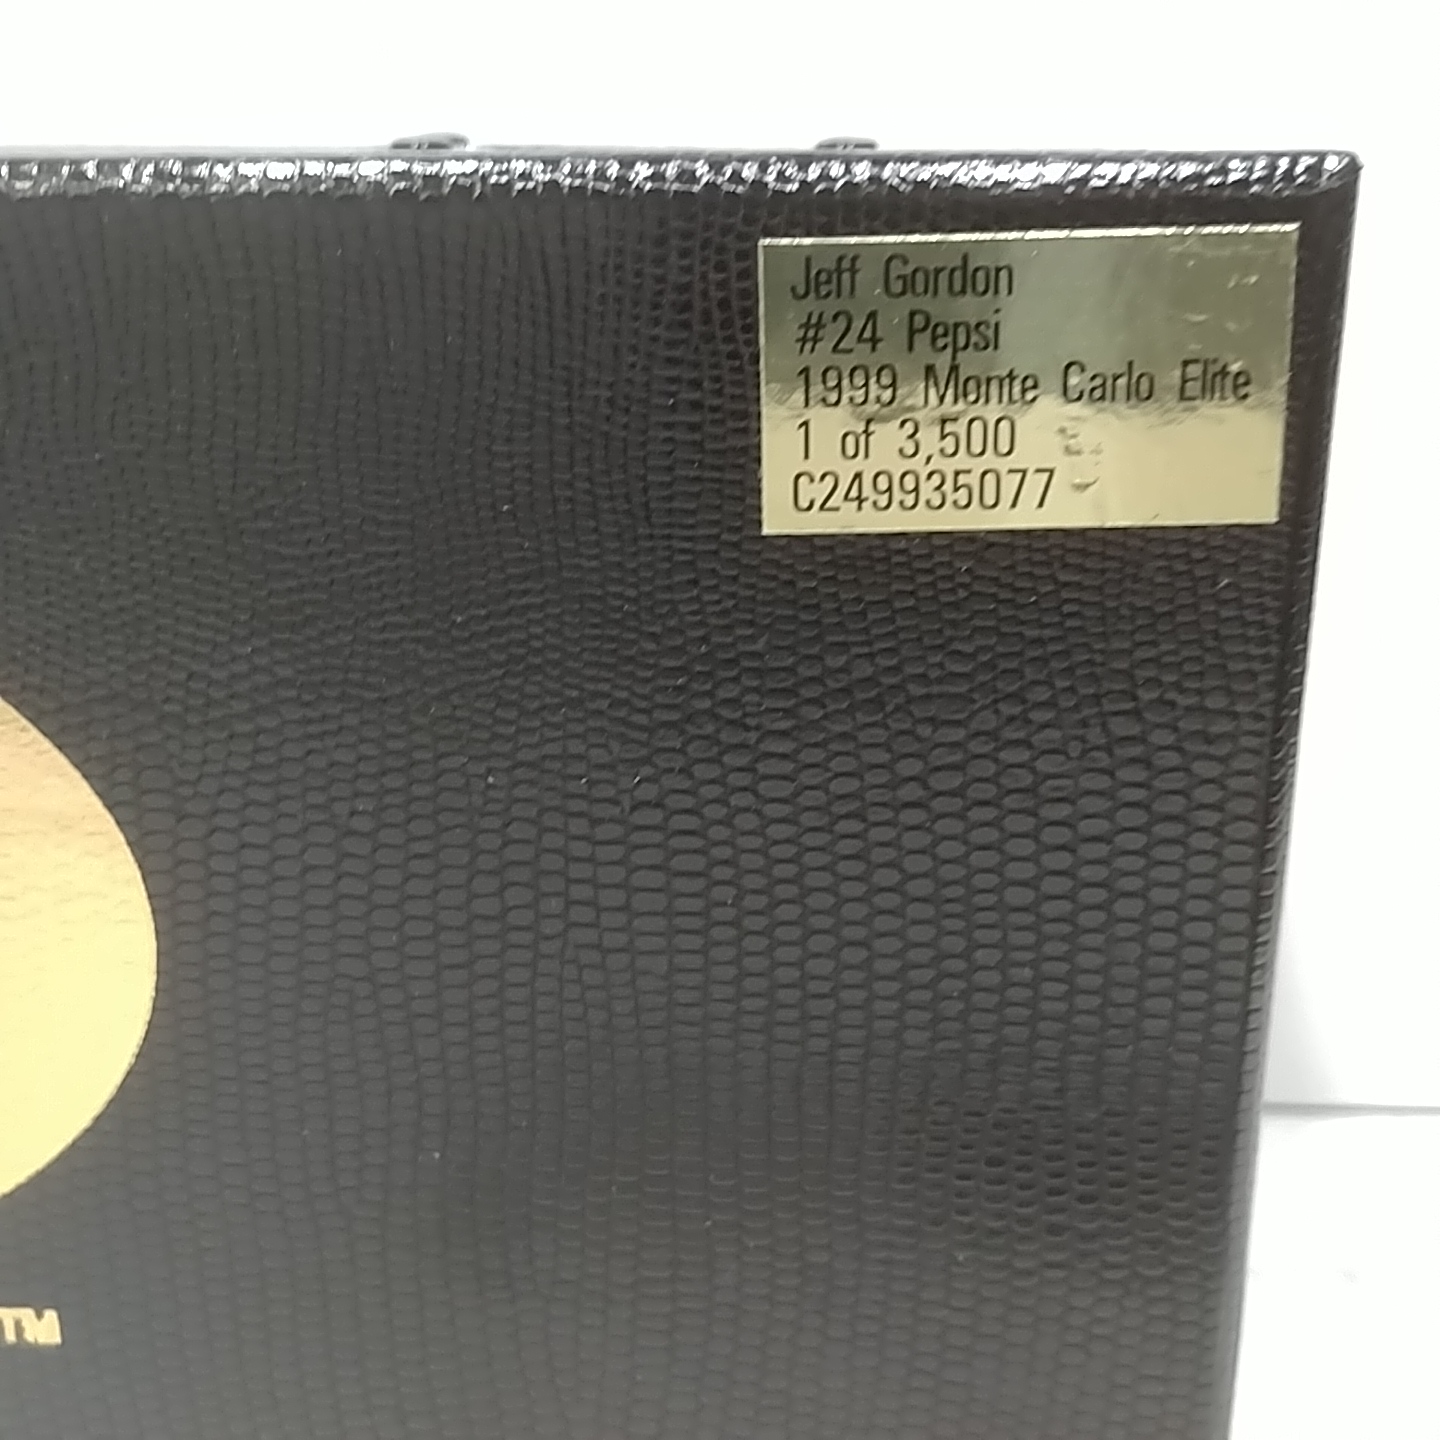 Jeff Gordon
#24 Pepsi
1999 Monte Carlo Elite
1 of 3,500
C249935077
TM